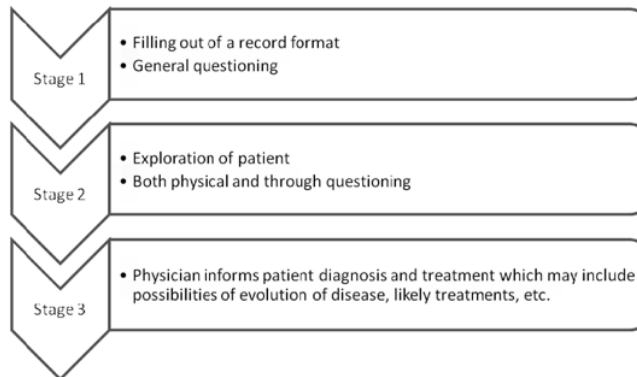 Stage 1
• Filling out of a record format
• General questioning
Stage 2
• Exploration of patient
• Both physical and through questioning
Stage 3
• Physician informs patient diagnosis and treatment which may include
possibilities of evolution of disease, likely treatments, etc.